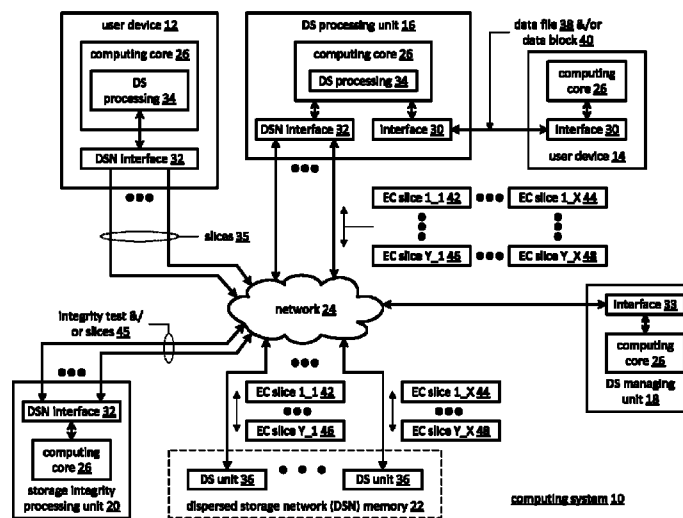 user device 12
computing core 26
DS
processing 34
DSN interface 32
DS processing unit 16
computing core 26
DS processing 34
DSN interface 32
interface 30
data file 38 &/or
data block 40
computing
core 26
interface 30
user device 14
slices 35
EC slice 1_1 42
EC slice 1_X 44
EC slice Y_1 46
EC slice Y_X 48
network 24
interface 33
computing
core 26
DS managing
unit 18
integrity test &/
or slices 45
DSN interface 32
computing
core 26
storage integrity
processing unit 20
EC slice 1_1 42
EC slice Y_1 46
EC slice 1_X 44
EC slice Y_X 48
DS unit 36
DS unit 36
dispersed storage network (DSN) memory 22
computing system 10